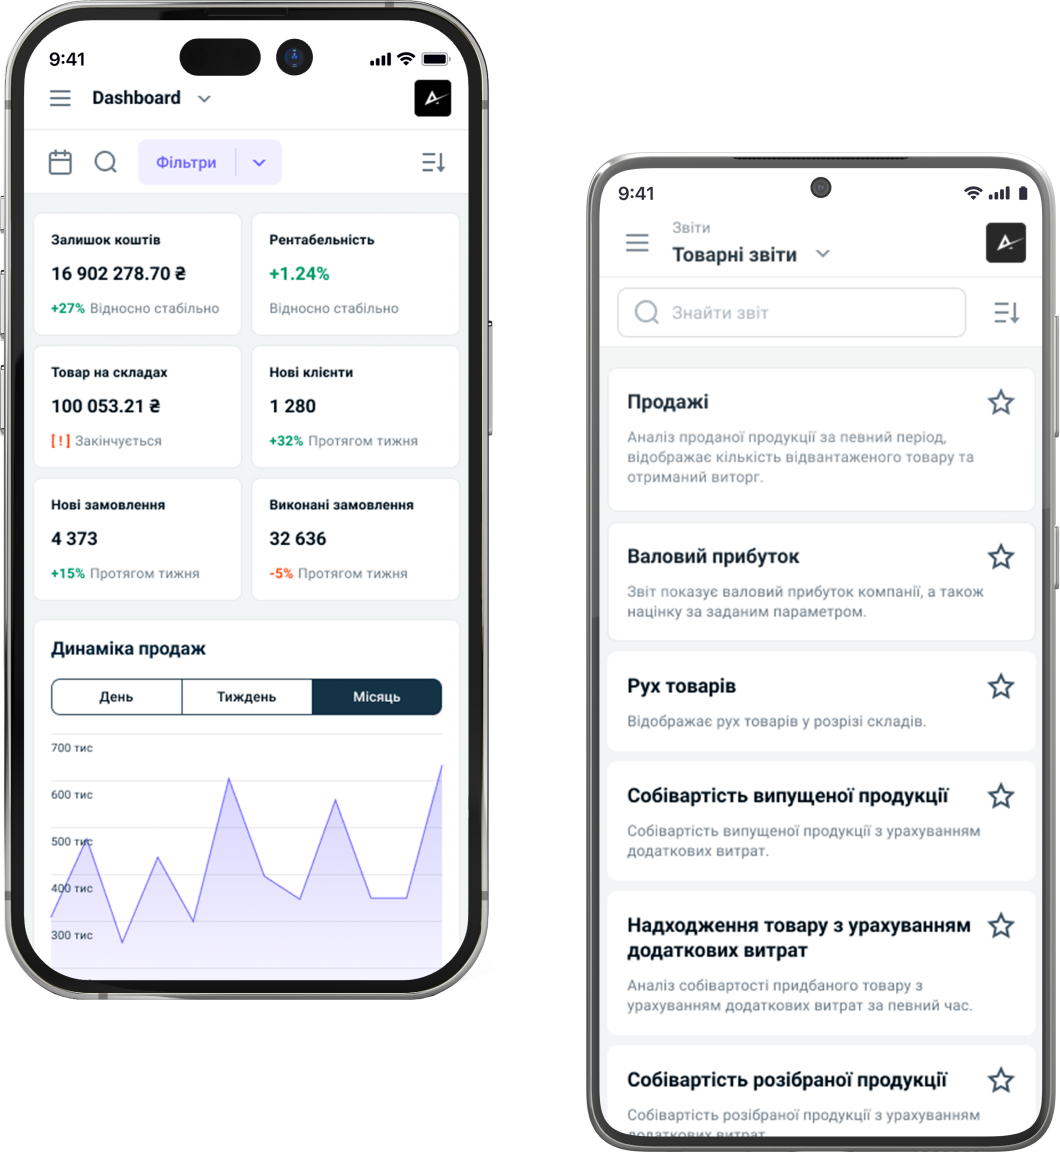 9:41
Dashboard
Фільтри
Залишок коштів
16 902 278.70 ₴
+27% Відносно стабільно
Рентабельність
+1.24%
Відносно стабільно
Товар на складах
100 053.21 ₴
[ ! ] Закінчується
Нові клієнти
1 280
+32% Протягом тижня
Нові замовлення
4 373
+15% Протягом тижня
Виконані замовлення
32 636
-5% Протягом тижня
Динаміка продаж
День
Тиждень
Місяць
700 тис
600 тис
500 тис
400 тис
300 тис
9:41
Звіти
Товарні звіти
Знайти звіт
Продажі
Аналіз проданої продукції за певний період,
відображає кількість відвантаженого товару та
отриманий виторг.
Валовий прибуток
Звіт показує валовий прибуток компанії, а також
націнку за заданим параметром.
Рух товарів
Відображає рух товарів у розрізі складів.
Собівартість випущеної продукції
Собівартість випущеної продукції з урахуванням
додаткових витрат.
Надходження товару з урахуванням
додаткових витрат
Аналіз собівартості придбаного товару з
урахуванням додаткових витрат за певний час.
Собівартість розібраної продукції
Собівартість розібраної продукції з урахуванням
додаткових витрат